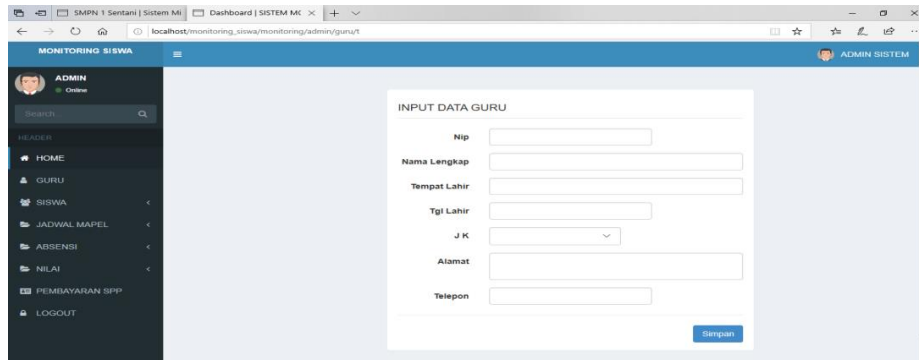 SMPN 1 Sentani | Sistem Mi
Dashboard | SISTEM MC
localhost/monitoring_siswa/monitoring/admin/guru/t
MONITORING SISWA
ADMIN SISTEM
ADMIN
Online
Search...
HEADER
HOME
GURU
SISWA
JADWAL MAPEL
ABSENSI
NILAI
PEMBAYARAN SPP
LOGOUT
INPUT DATA GURU
Nip
Nama Lengkap
Tempat Lahir
Tgl Lahir
J K
Alamat
Telepon
Simpan